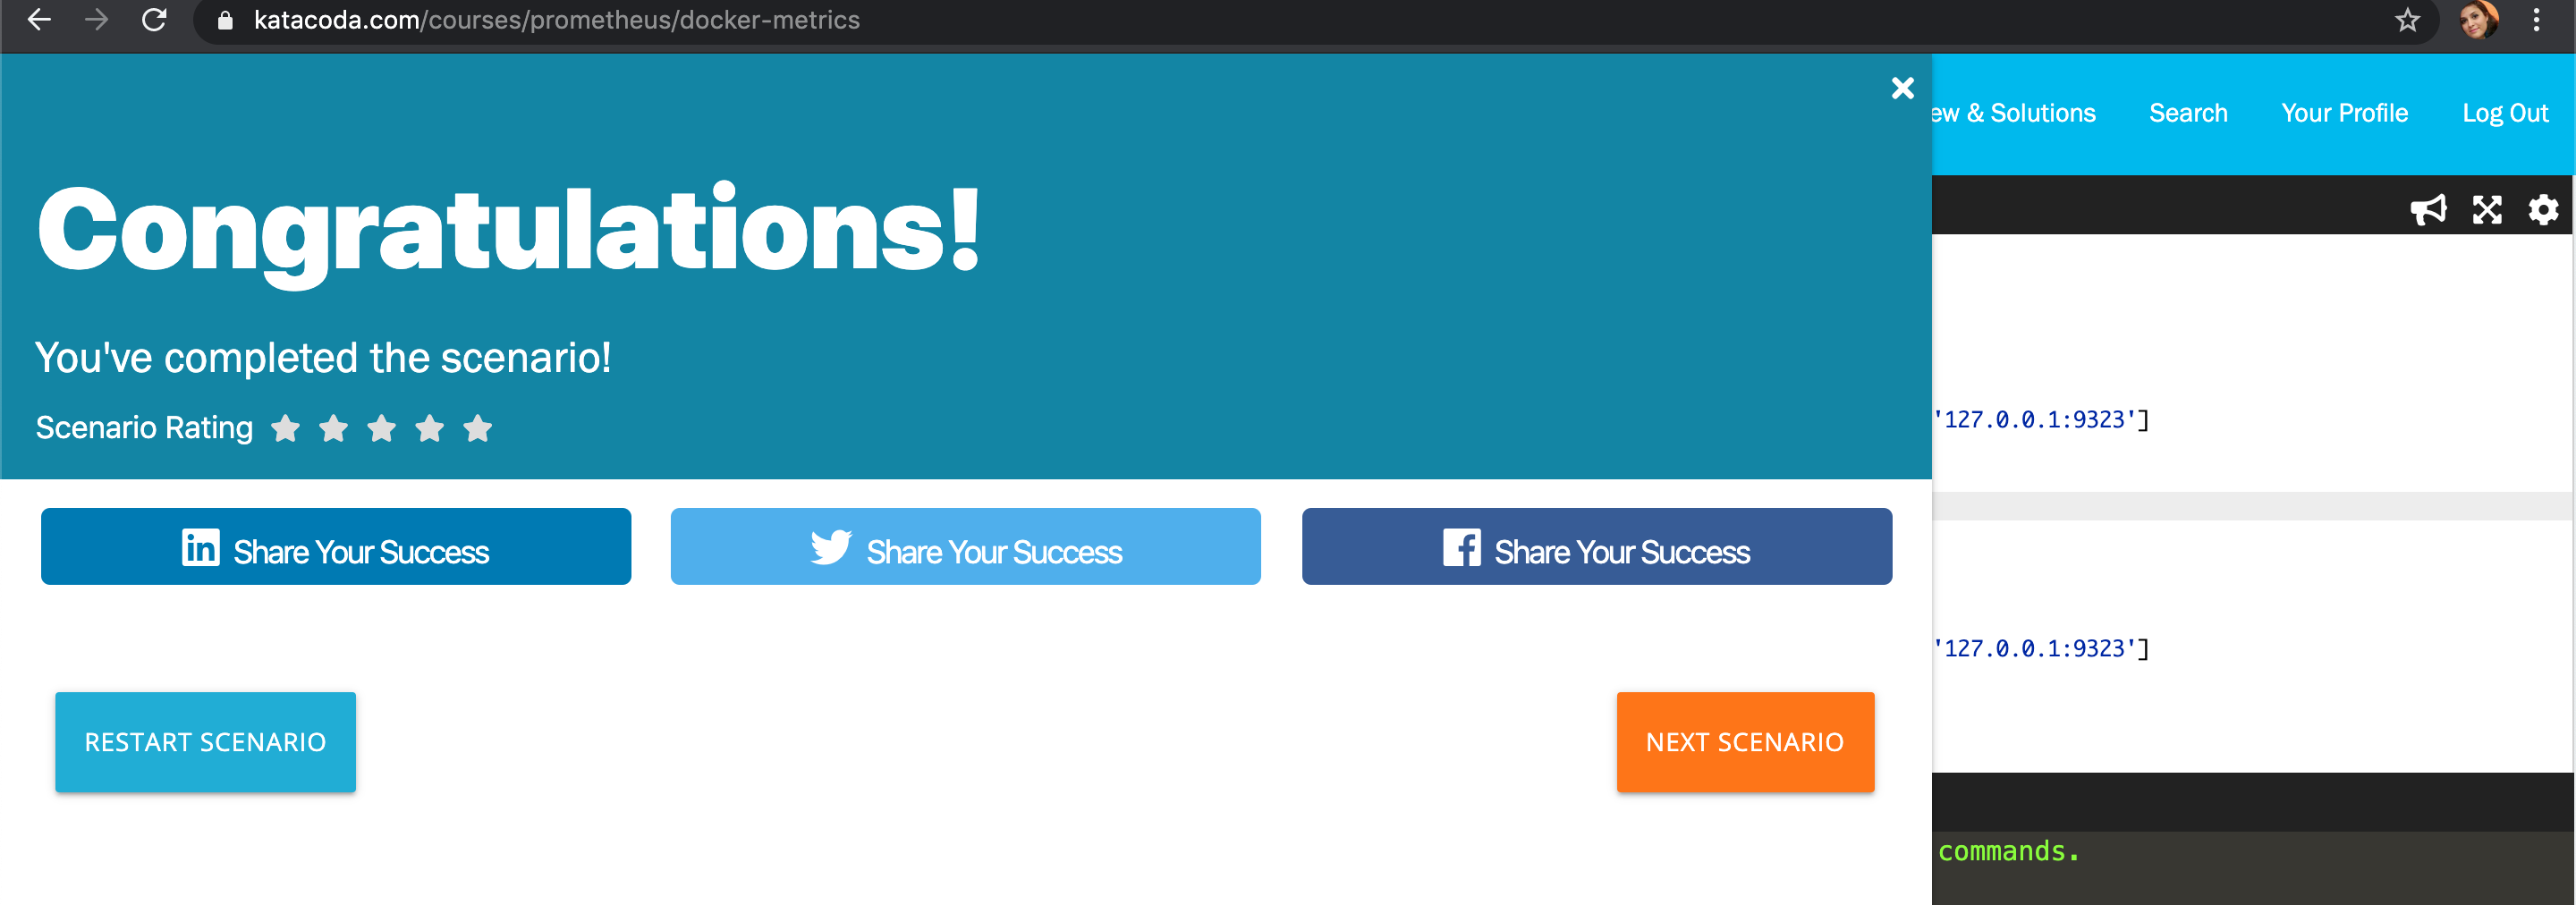 katacoda.com/courses/prometheus/docker-metrics
ew & Solutions Search Your Profile Log Out
Congratulations!
You've completed the scenario!
Scenario Rating
'127.0.0.1:9323']
in Share Your Success Share Your Success f Share Your Success
'127.0.0.1:9323']
RESTART SCENARIO NEXT SCENARIO
commands.